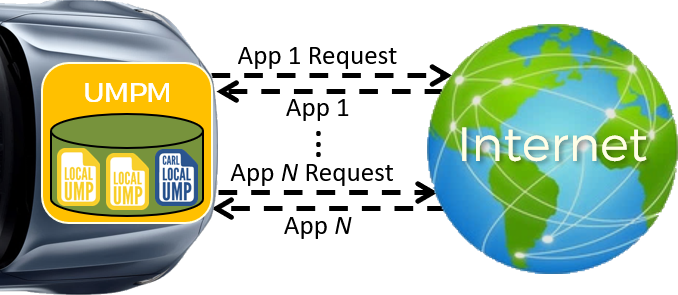 UMPM
LOCAL
UMP
LOCAL
UMP
CARL
LOCAL
UMP
App 1 Request
App 1
App N Request
App N
Internet